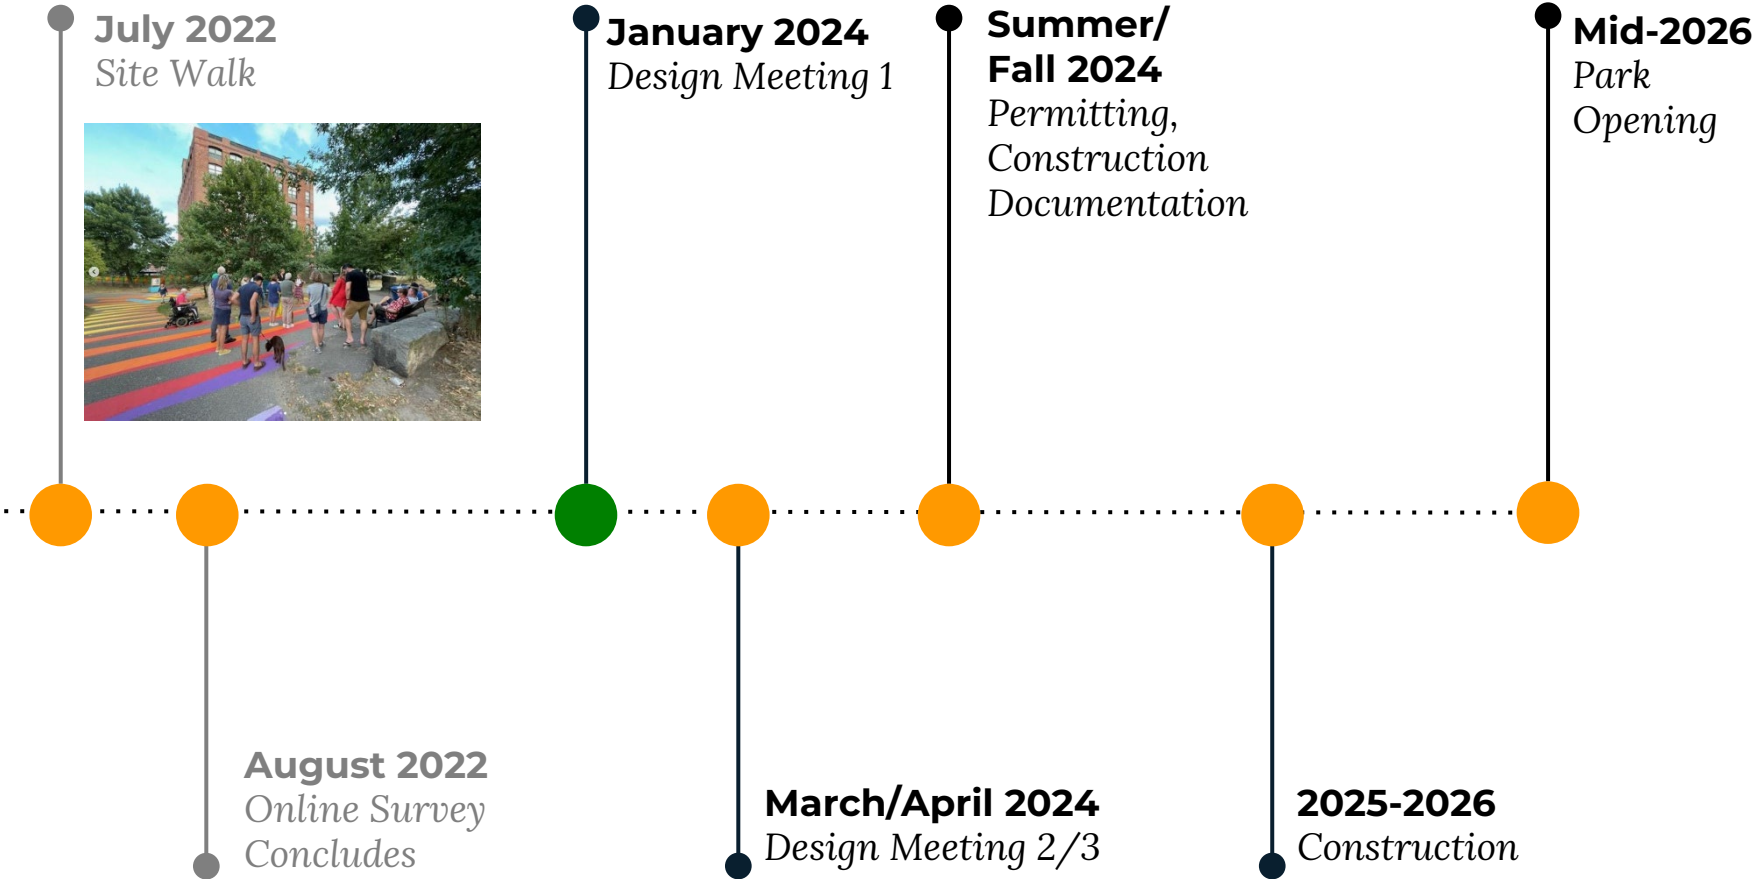 July 2022
Site Walk
August 2022
Online Survey
Concludes
January 2024
Design Meeting 1
March/April 2024
Design Meeting 2/3
Summer/
Fall 2024
Permitting,
Construction
Documentation
2025-2026
Construction
Mid-2026
Park
Opening